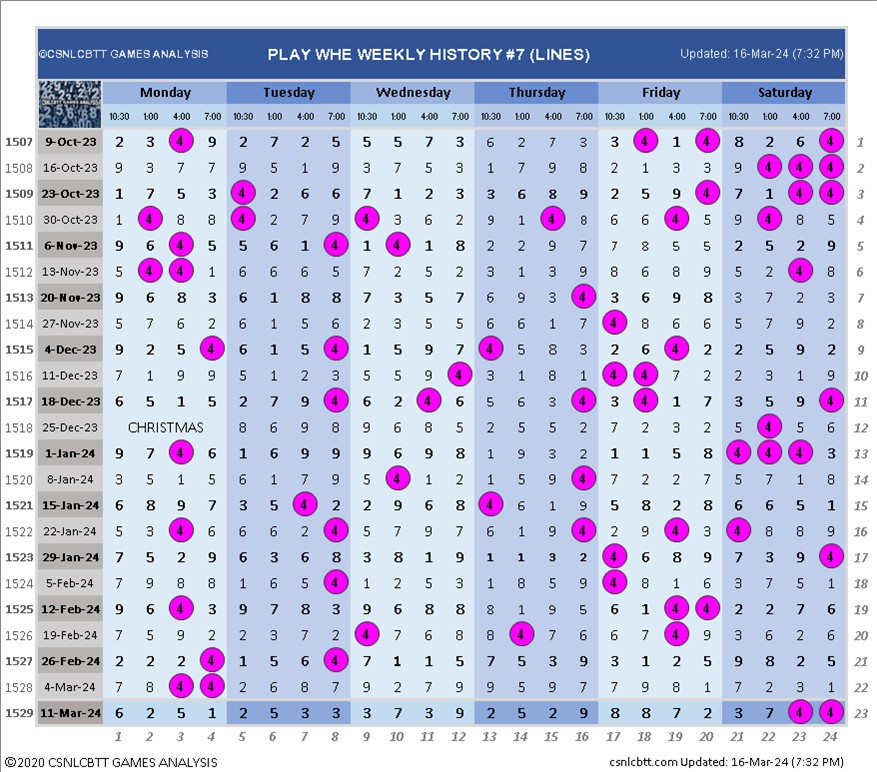 ©CSNLCBTT GAMES ANALYSIS PLAY WHE WEEKLY HISTORY #7 (LINES) Updated: 16-Mar-24 (7:32 PM)
Monday Tuesday Wednesday Thursday Friday Saturday
10:30 1:00 4:00 7:00 10:30 1:00 4:00 7:00 10:30 1:00 4:00 7:00 10:30 1:00 4:00 7:00 10:30 1:00 4:00 7:00 10:30 1:00 4:00 7:00
1507 9-Oct-23 2 3 4 9 2 7 2 5 5 5 7 3 6 2 7 3 3 4 1 4 8 2 6 4 1
1508 16-Oct-23 9 3 7 7 9 5 1 9 3 7 5 3 1 7 9 8 2 1 3 3 9 4 4 4 2
1509 23-Oct-23 1 7 5 3 4 2 6 6 7 1 2 3 3 6 8 9 2 5 9 4 7 1 4 4 3
1510 30-Oct-23 1 4 8 8 4 2 7 9 4 3 6 2 9 1 4 8 6 6 4 5 9 4 8 5 4
1511 6-Nov-23 9 6 4 5 5 6 1 4 1 4 1 8 2 2 9 7 7 8 5 5 2 5 2 9 5
1512 13-Nov-23 5 4 4 1 6 6 6 5 7 2 5 2 3 1 3 9 8 6 8 9 5 2 4 8 6
1513 20-Nov-23 9 6 8 3 6 1 8 8 7 3 5 7 6 9 3 4 3 6 9 8 3 7 2 3 7
1514 27-Nov-23 5 7 6 2 6 1 5 6 2 3 5 5 6 6 1 7 4 8 6 6 5 7 9 2 8
1515 4-Dec-23 9 2 5 4 6 1 5 4 1 5 9 7 4 5 8 3 2 6 4 2 2 5 9 2 9
1516 11-Dec-23 7 1 9 9 5 1 2 3 5 5 9 4 3 1 8 1 4 4 7 2 2 3 1 9 10
1517 18-Dec-23 6 5 1 5 2 7 9 4 6 2 4 6 5 6 3 4 3 4 1 7 3 5 9 4 11
1518 25-Dec-23 CHRISTMAS 8 6 9 8 9 6 8 5 2 5 5 2 7 2 3 2 5 4 5 6 12
1519 1-Jan-24 9 7 4 6 1 6 9 9 9 6 9 8 1 9 3 2 1 1 5 8 4 4 4 3 13
1520 8-Jan-24 3 5 1 5 6 1 7 9 5 4 1 2 1 5 9 4 7 2 2 7 5 7 1 8 14
1521 15-Jan-24 6 8 9 7 3 5 4 2 2 9 6 8 4 6 1 9 5 8 2 8 6 6 5 1 15
1522 22-Jan-24 5 3 4 6 6 6 2 4 5 7 9 7 6 1 9 4 2 9 4 3 4 8 8 9 16
1523 29-Jan-24 7 5 2 9 6 3 6 8 3 8 1 9 1 1 3 2 4 6 8 9 7 3 9 4 17
1524 5-Feb-24 7 9 8 8 1 6 5 4 1 2 5 3 1 8 5 9 4 8 1 6 3 7 5 1 18
1525 12-Feb-24 9 6 4 3 9 7 8 3 9 6 8 8 8 1 9 5 6 1 4 4 2 2 7 6 19
1526 19-Feb-24 7 5 9 2 2 3 7 2 4 7 6 8 8 4 7 6 6 7 4 9 3 6 2 6 20
1527 26-Feb-24 2 2 2 4 1 5 6 4 7 1 1 5 7 5 3 9 3 1 2 5 9 8 2 5 21
1528 4-Mar-24 7 8 4 4 2 6 8 7 9 2 7 9 9 5 9 7 7 9 8 1 7 2 3 1 22
1529 11-Mar-24 6 2 5 1 2 5 3 3 3 7 3 9 2 5 2 9 8 8 7 2 3 7 4 4 23
1 2 3 4 5 6 7 8 9 10 11 12 13 14 15 16 17 18 19 20 21 22 23 24
©2020 CSNLCBTT GAMES ANALYSIS csnlcbtt.com Updated: 16-Mar-24 (7:32 PM)